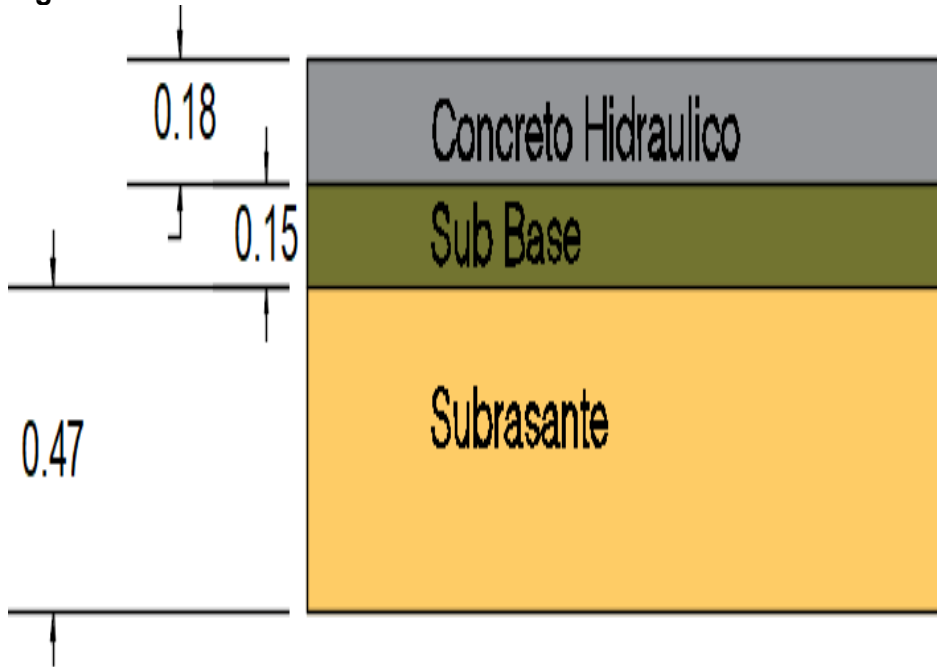 0.18
Concreto Hidraulico
0.15
Sub Base
0.47
Subrasante